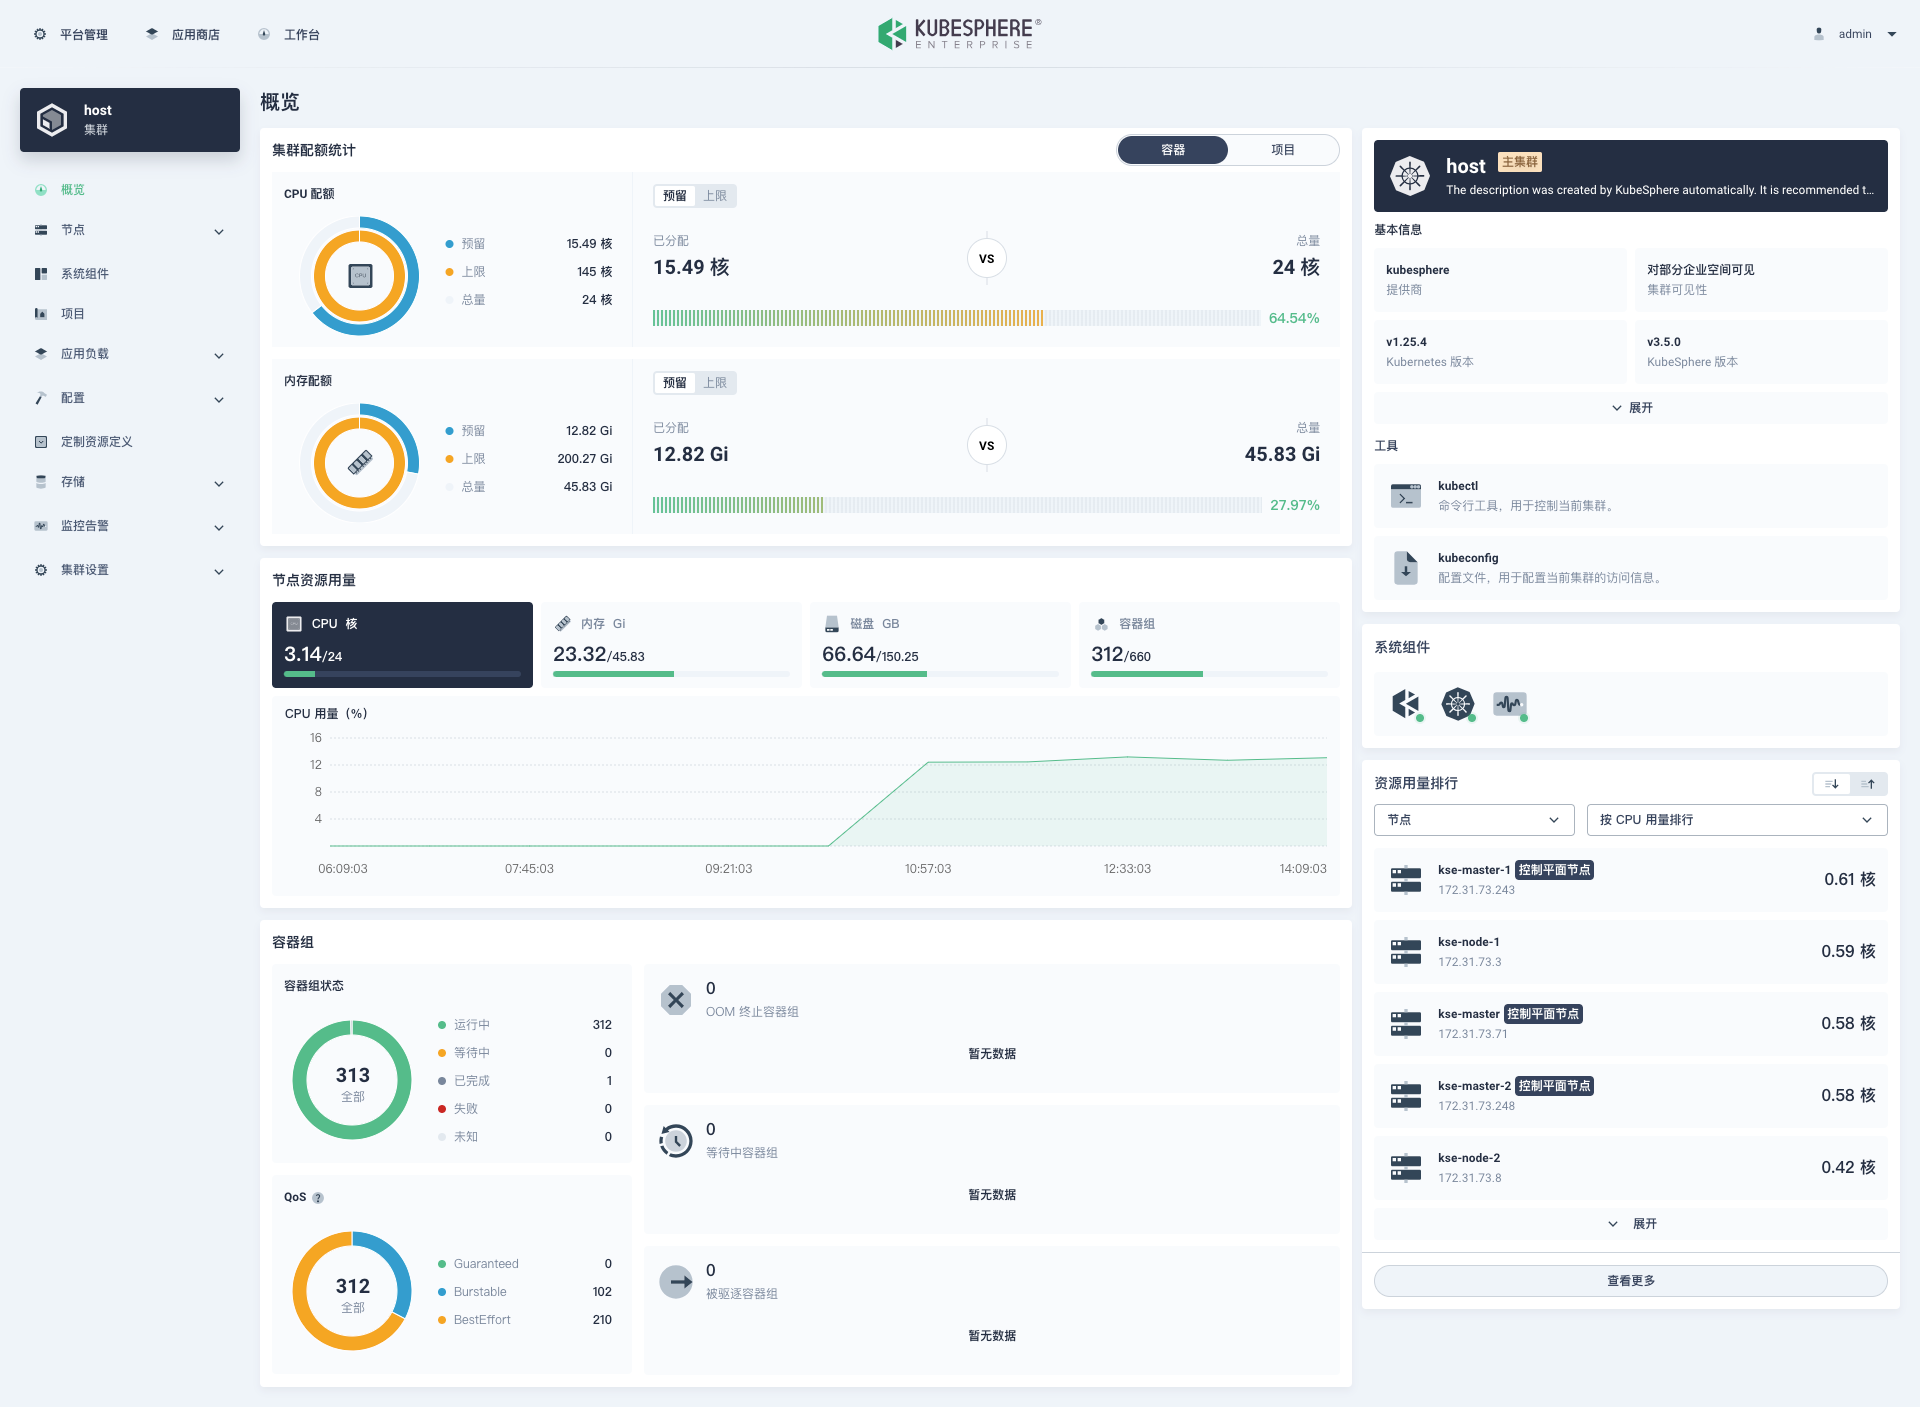 平台管理
应用商店
工作台
KUBESPHERE®
ENTERPRISE
admin
host
集群
概览
节点
系统组件
项目
应用负载
配置
定制资源定义
存储
监控告警
集群设置
概览
集群配额统计
容器
项目
CPU 配额
CPU
预留 15.49 核
上限 145 核
总量 24 核
预留 上限
已分配
15.49 核
VS
总量
24 核
64.54%
内存配额
预留 12.82 Gi
上限 200.27 Gi
总量 45.83 Gi
预留 上限
已分配
12.82 Gi
VS
总量
45.83 Gi
27.97%
节点资源用量
CPU 核
3.14/24
内存 Gi
23.32/45.83
磁盘 GB
66.64/150.25
容器组
312/660
CPU 用量（%）
16
12
8
4
06:09:03 07:45:03 09:21:03 10:57:03 12:33:03 14:09:03
容器组
容器组状态
313
全部
运行中 312
等待中 0
已完成 1
失败 0
未知 0
QoS ?
312
全部
Guaranteed 0
Burstable 102
BestEffort 210
0
OOM 终止容器组
暂无数据
0
等待中容器组
暂无数据
0
被驱逐容器组
暂无数据
host 主集群
The description was created by KubeSphere automatically. It is recommended t...
基本信息
kubesphere
提供商
对部分企业空间可见
集群可见性
v1.25.4
Kubernetes 版本
v3.5.0
KubeSphere 版本
展开
工具
kubectl
命令行工具，用于控制当前集群。
kubeconfig
配置文件，用于配置当前集群的访问信息。
系统组件
资源用量排行
节点
按 CPU 用量排行
kse-master-1 控制平面节点
172.31.73.243
0.61 核
kse-node-1
172.31.73.3
0.59 核
kse-master 控制平面节点
172.31.73.71
0.58 核
kse-master-2 控制平面节点
172.31.73.248
0.58 核
kse-node-2
172.31.73.8
0.42 核
展开
查看更多